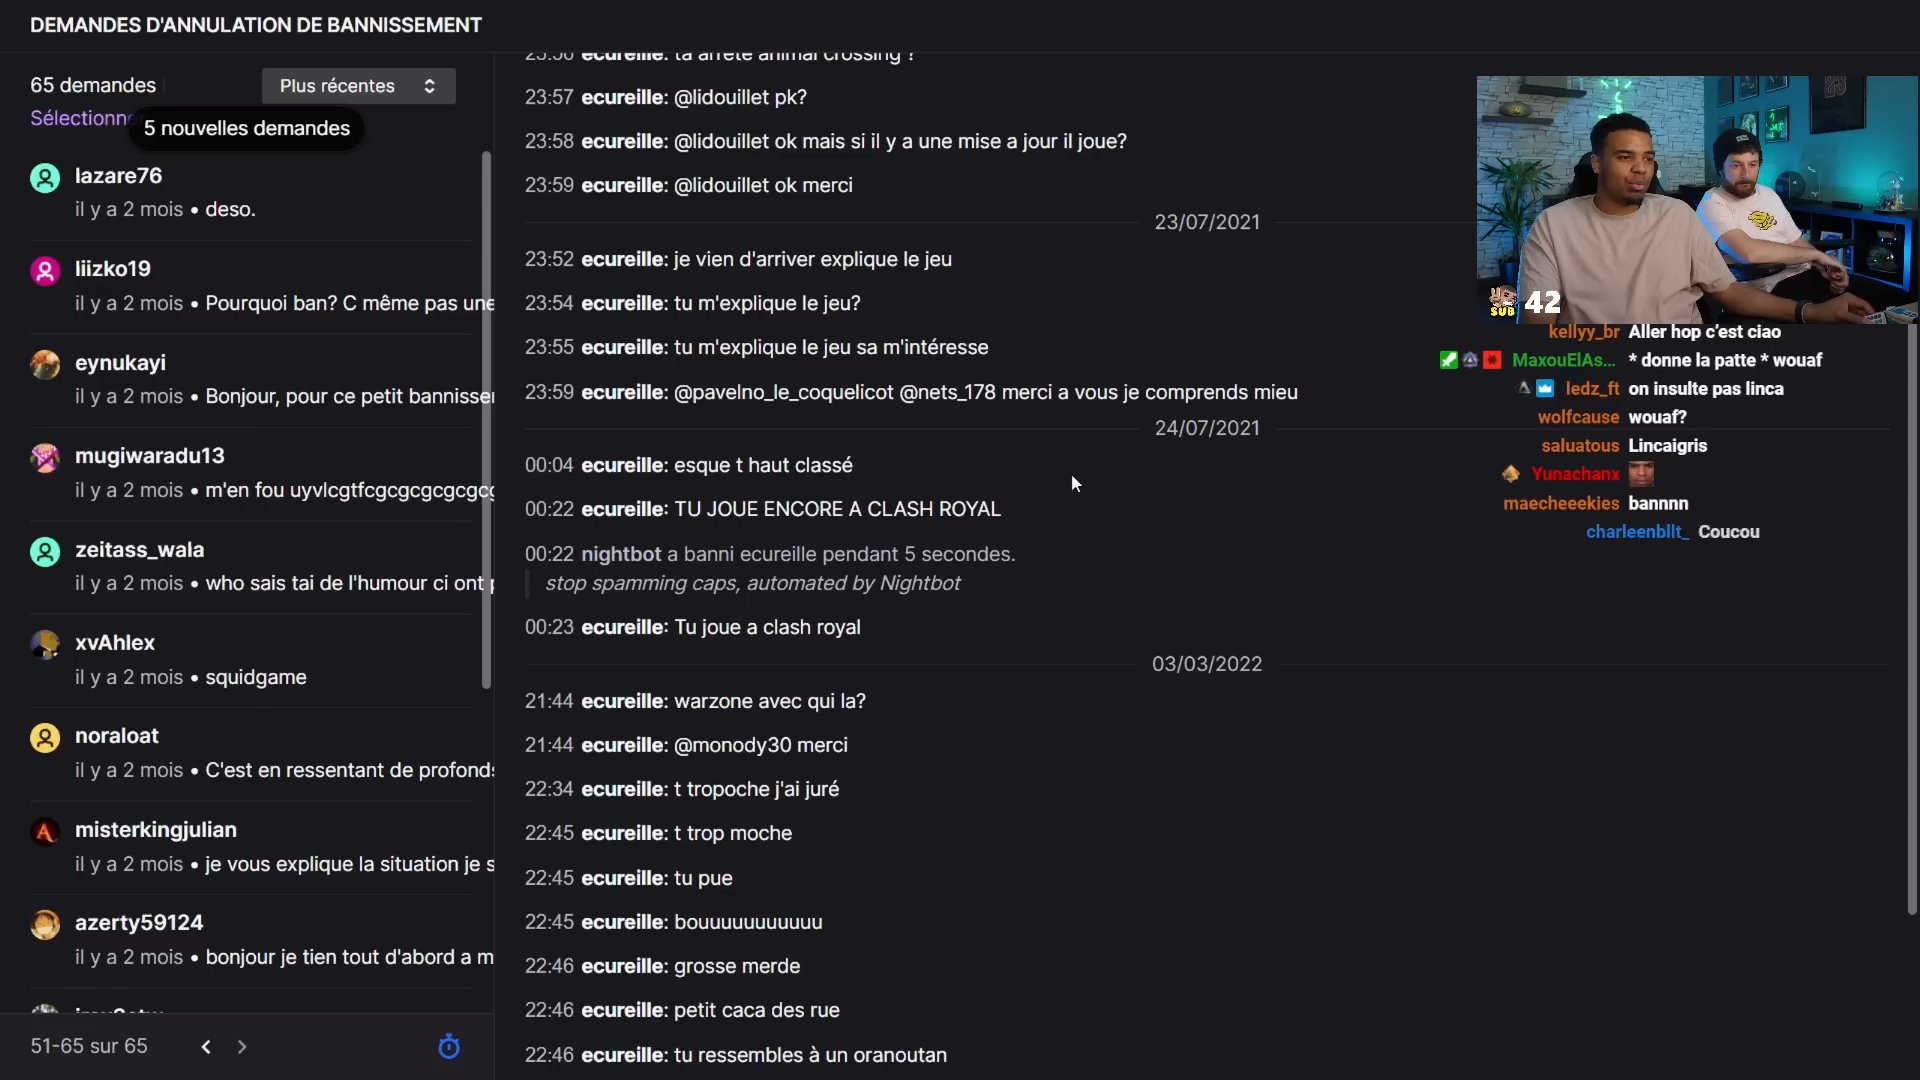 DEMANDES D'ANNULATION DE BANNISSEMENT
65 demandes
Plus récentes
Sélectionne
5 nouvelles demandes
lazare76
il y a 2 mois • deso.
liizko19
il y a 2 mois • Pourquoi ban? C même pas une
eynukayi
il y a 2 mois • Bonjour, pour ce petit bannisse
mugiwaradu13
il y a 2 mois • m'en fou uyvlcgtfcgcgcgcgcgc
zeitass_wala
il y a 2 mois • who sais tai de l'humour ci ont
xvAhlex
il y a 2 mois • squidgame
noraloat
il y a 2 mois • C'est en ressentant de profonds
misterkingjulian
il y a 2 mois • je vous explique la situation je s
azerty59124
il y a 2 mois • bonjour je tien tout d'abord a m
51-65 sur 65
23:56 ecureille: ta arrete animal crossing ?
23:57 ecureille: @lidouillet pk?
23:58 ecureille: @lidouillet ok mais si il y a une mise a jour il joue?
23:59 ecureille: @lidouillet ok merci
23/07/2021
23:52 ecureille: je vien d'arriver explique le jeu
23:54 ecureille: tu m'explique le jeu?
23:55 ecureille: tu m'explique le jeu sa m'intéresse
23:59 ecureille: @pavelno_le_coquelicot @nets_178 merci a vous je comprends mieu
24/07/2021
00:04 ecureille: esque t haut classé
00:22 ecureille: TU JOUE ENCORE A CLASH ROYAL
00:22 nightbot a banni ecureille pendant 5 secondes.
stop spamming caps, automated by Nightbot
00:23 ecureille: Tu joue a clash royal
03/03/2022
21:44 ecureille: warzone avec qui la?
21:44 ecureille: @monody30 merci
22:34 ecureille: t tropoche j'ai juré
22:45 ecureille: t trop moche
22:45 ecureille: tu pue
22:45 ecureille: bouuuuuuuuuuu
22:46 ecureille: grosse merde
22:46 ecureille: petit caca des rue
22:46 ecureille: tu ressembles à un oranoutan
23
SUB 42
kellyy_br Aller hop c'est ciao
MaxouElAs... * donne la patte * wouaf
ledz_ft on insulte pas linca
wolfcause wouaf?
saluatous Lincaigris
Yunachanx
maecheeekies bannnn
charleenbllt_ Coucou